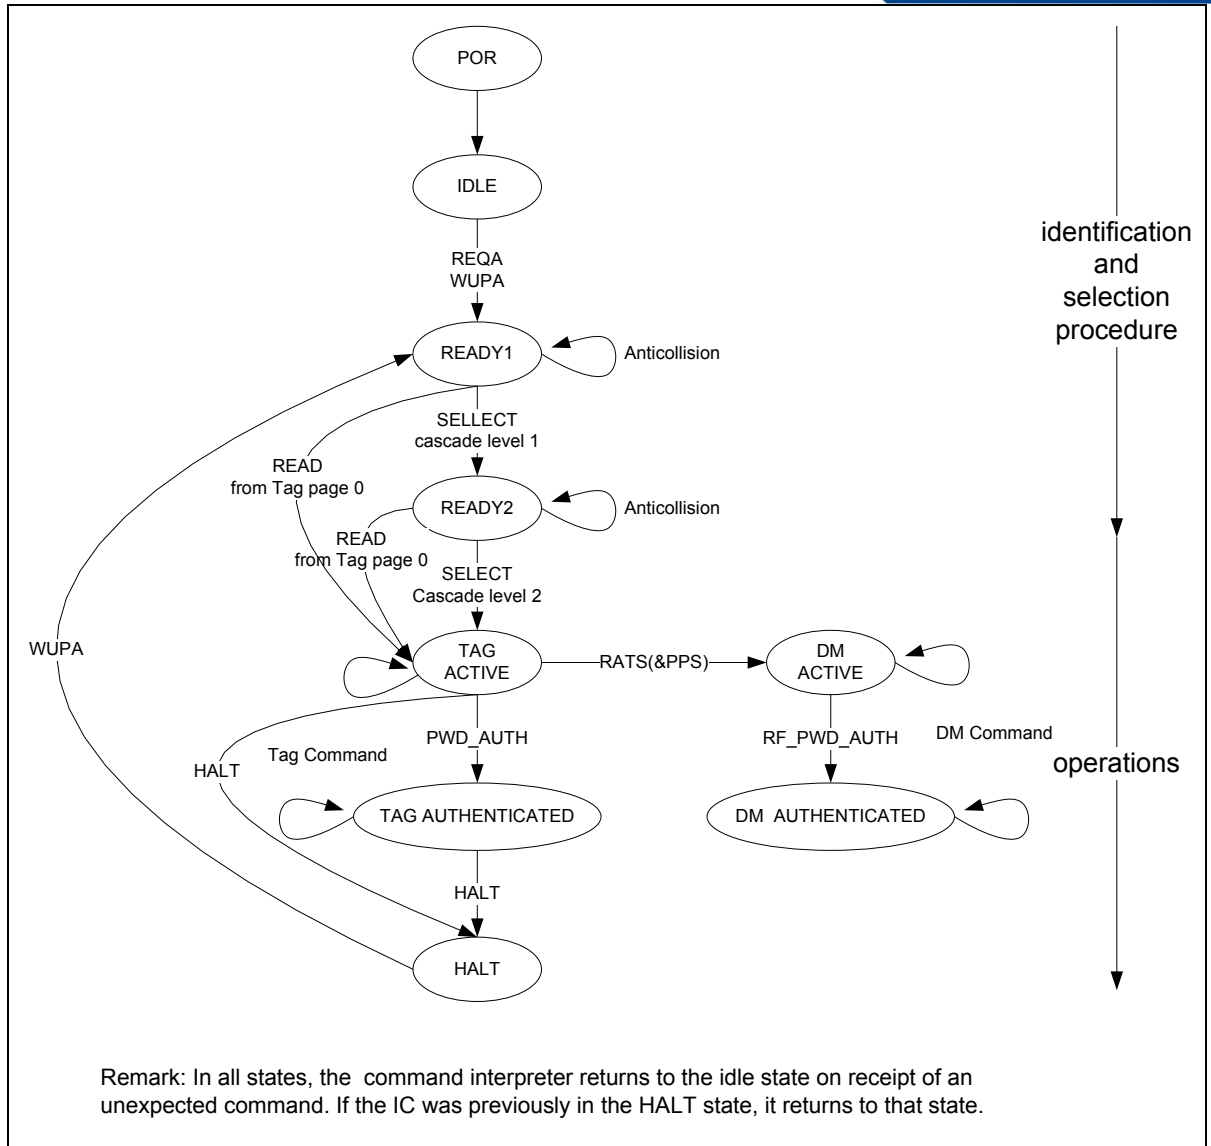 POR
IDLE
REQA
WUPA
identification
and
selection
procedure
READY1
Anticollision
SELLECT
cascade level 1
READ
from Tag page 0
READY2
Anticollision
READ
from Tag page 0
SELECT
Cascade level 2
WUPA
TAG
ACTIVE
RATS(&PPS)
DM
ACTIVE
HALT
Tag Command
PWD_AUTH
RF_PWD_AUTH
DM Command
operations
TAG AUTHENTICATED
DM AUTHENTICATED
HALT
HALT
Remark: In all states, the command interpreter returns to the idle state on receipt of an
unexpected command. If the IC was previously in the HALT state, it returns to that state.